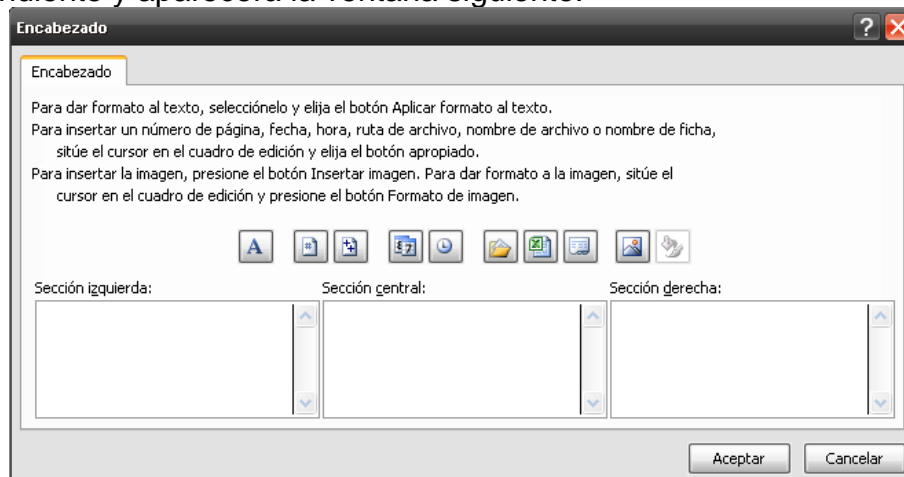 y aparecerá la ventana siguiente.
Encabezado
Encabezado
Para dar formato al texto, selecciónelo y elija el botón Aplicar formato al texto.
Para insertar un número de página, fecha, hora, ruta de archivo, nombre de archivo o nombre de ficha,
sitúe el cursor en el cuadro de edición y elija el botón apropiado.
Para insertar la imagen, presione el botón Insertar imagen. Para dar formato a la imagen, sitúe el
cursor en el cuadro de edición y presione el botón Formato de imagen.
Sección izquierda: Sección central: Sección derecha:
Aceptar Cancelar